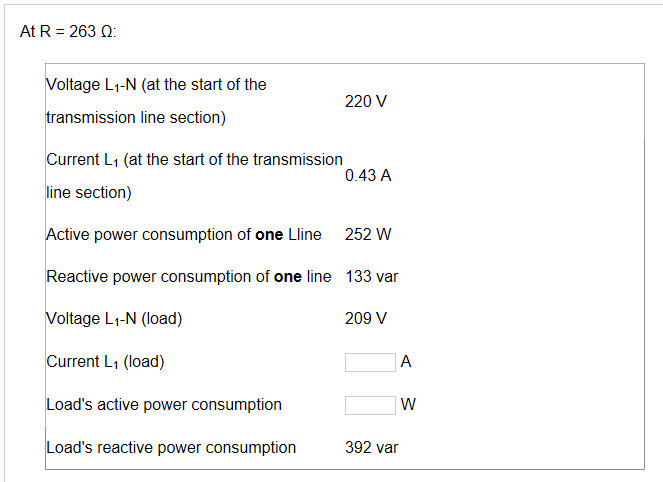 At R = 263 Ω:
Voltage L₁-N (at the start of the
transmission line section)
220 V
Current L₁ (at the start of the transmission
line section)
0.43 A
Active power consumption of one Lline 252 W
Reactive power consumption of one line 133 var
Voltage L₁-N (load) 209 V
Current L₁ (load) A
Load's active power consumption W
Load's reactive power consumption 392 var